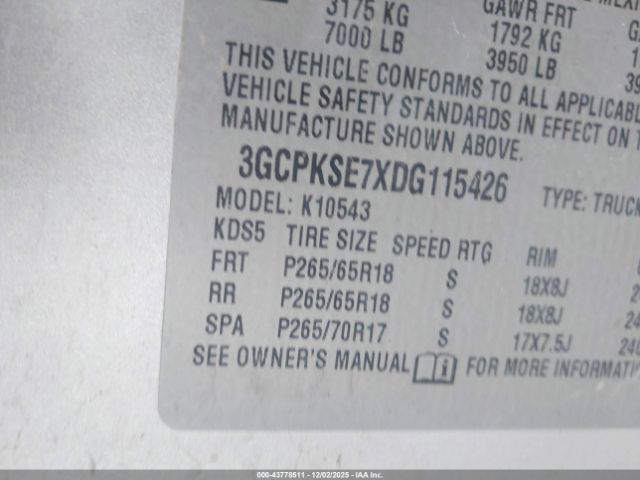 3175 KG GAWR FRT
7000 LB 1792 KG
3950 LB
THIS VEHICLE CONFORMS TO ALL APPLICABL
VEHICLE SAFETY STANDARDS IN EFFECT ON
MANUFACTURE SHOWN ABOVE.
3GCPKSE7XDG115426 TYPE: TRUCK
MODEL: K10543
KDS5 TIRE SIZE SPEED RTG RIM
FRT P265/65R18 S 18X8J
RR P265/65R18 S 18X8J
SPA P265/70R17 S 17X7.5J
SEE OWNER'S MANUAL i FOR MORE INFORMATI
000-43778511 - 12/02/2025 - IAA Inc.